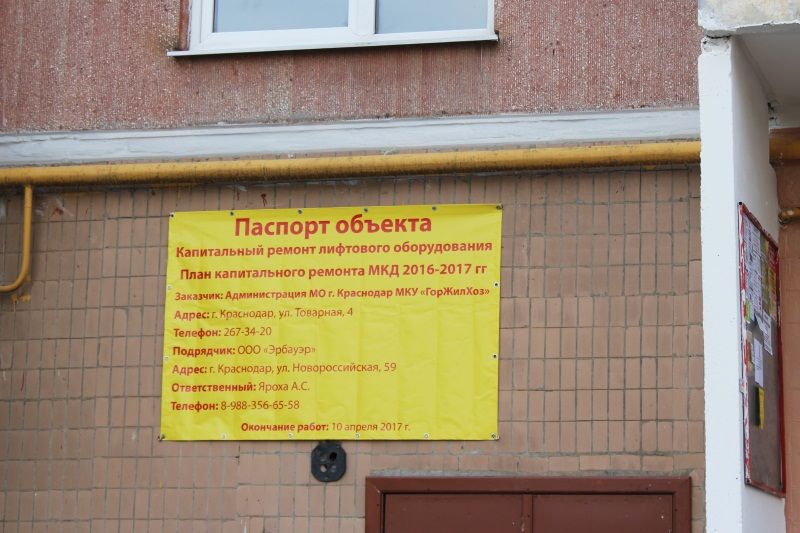 Паспорт объекта
Капитальный ремонт лифтового оборудования
План капитального ремонта МКД 2016-2017 гг
Заказчик: Администрация МО г. Краснодар МКУ «ГорЖилХоз»
Адрес: г. Краснодар, ул. Товарная, 4
Телефон: 267-34-20
Подрядчик: ООО «Эрбауэр»
Адрес: г. Краснодар, ул. Новороссийская, 59
Ответственный: Яроха А.С.
Телефон: 8-988-356-65-58
Окончание работ: 10 апреля 2017 г.